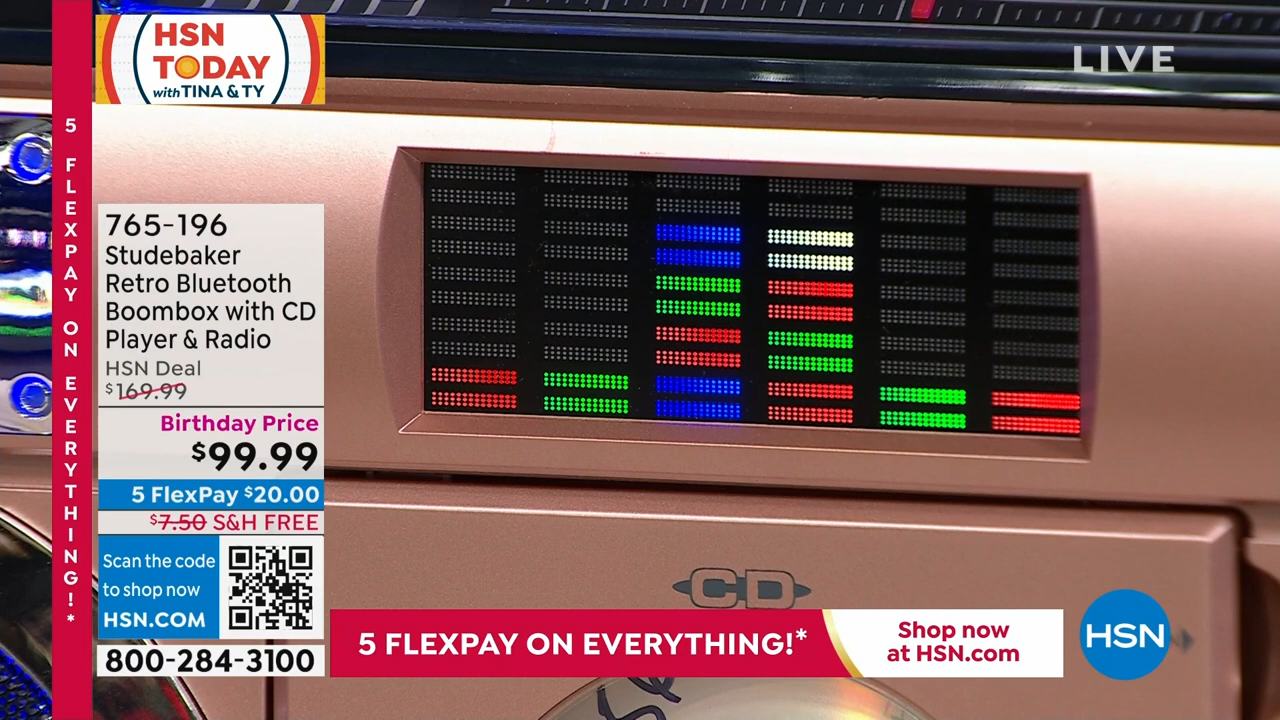 HSN
TODAY
with TINA & TY
LIVE
5 FLEXPAY ON EVERYTHING!*
765-196
Studebaker
Retro Bluetooth
Boombox with CD
Player & Radio
HSN Deal
$169.99
Birthday Price
$99.99
5 FlexPay $20.00
$7.50 S&H FREE
Scan the code
to shop now
HSN.COM
800-284-3100
CD
5 FLEXPAY ON EVERYTHING!*
Shop now
at HSN.com
HSN